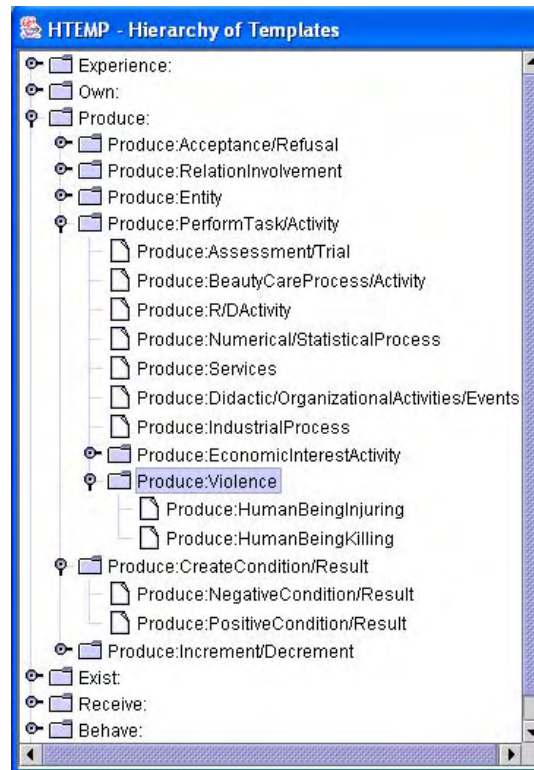 HTEMP - Hierarchy of Templates
Experience:
Own:
Produce:
Produce:Acceptance/Refusal
Produce:RelationInvolvement
Produce:Entity
Produce:PerformTask/Activity
Produce:Assessment/Trial
Produce:BeautyCareProcess/Activity
Produce:R/DActivity
Produce:Numerical/StatisticalProcess
Produce:Services
Produce:Didactic/OrganizationalActivities/Events
Produce:IndustrialProcess
Produce:EconomicInterestActivity
Produce:Violence
Produce:HumanBeingInjuring
Produce:HumanBeingKilling
Produce:CreateCondition/Result
Produce:NegativeCondition/Result
Produce:PositiveCondition/Result
Produce:Increment/Decrement
Exist:
Receive:
Behave: